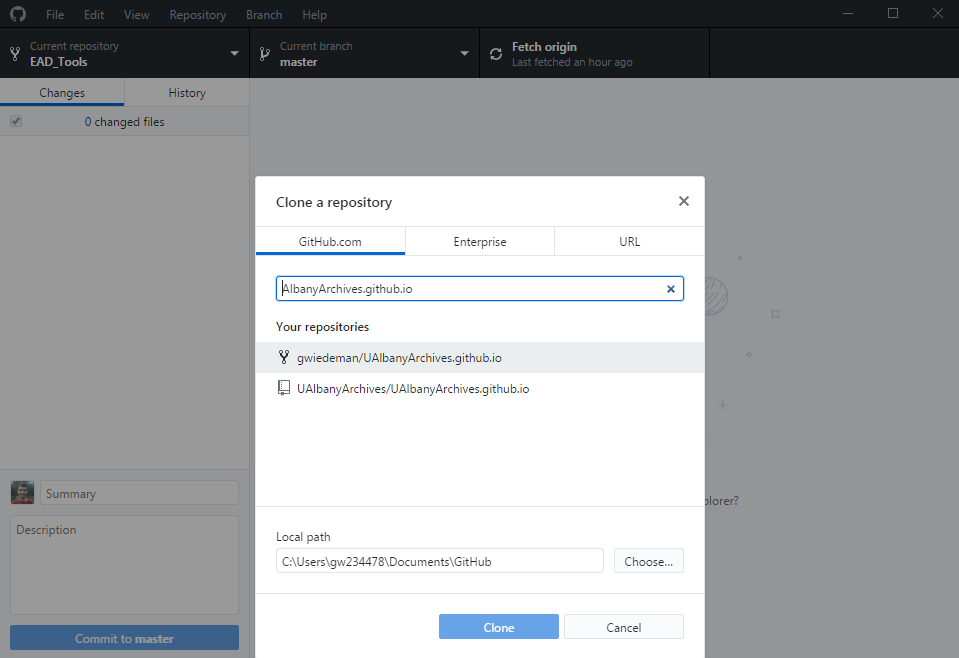 File Edit View Repository Branch Help
Current repository
EAD_Tools
Current branch
master
Fetch origin
Last fetched an hour ago
Changes History
0 changed files
Clone a repository
GitHub.com Enterprise URL
AlbanyArchives.github.io
Your repositories
gwiedeman/UAlbanyArchives.github.io
UAlbanyArchives/UAlbanyArchives.github.io
plorer?
Summary
Description
Local path
C:\Users\gw234478\Documents\GitHub
Choose...
Clone Cancel
Commit to master